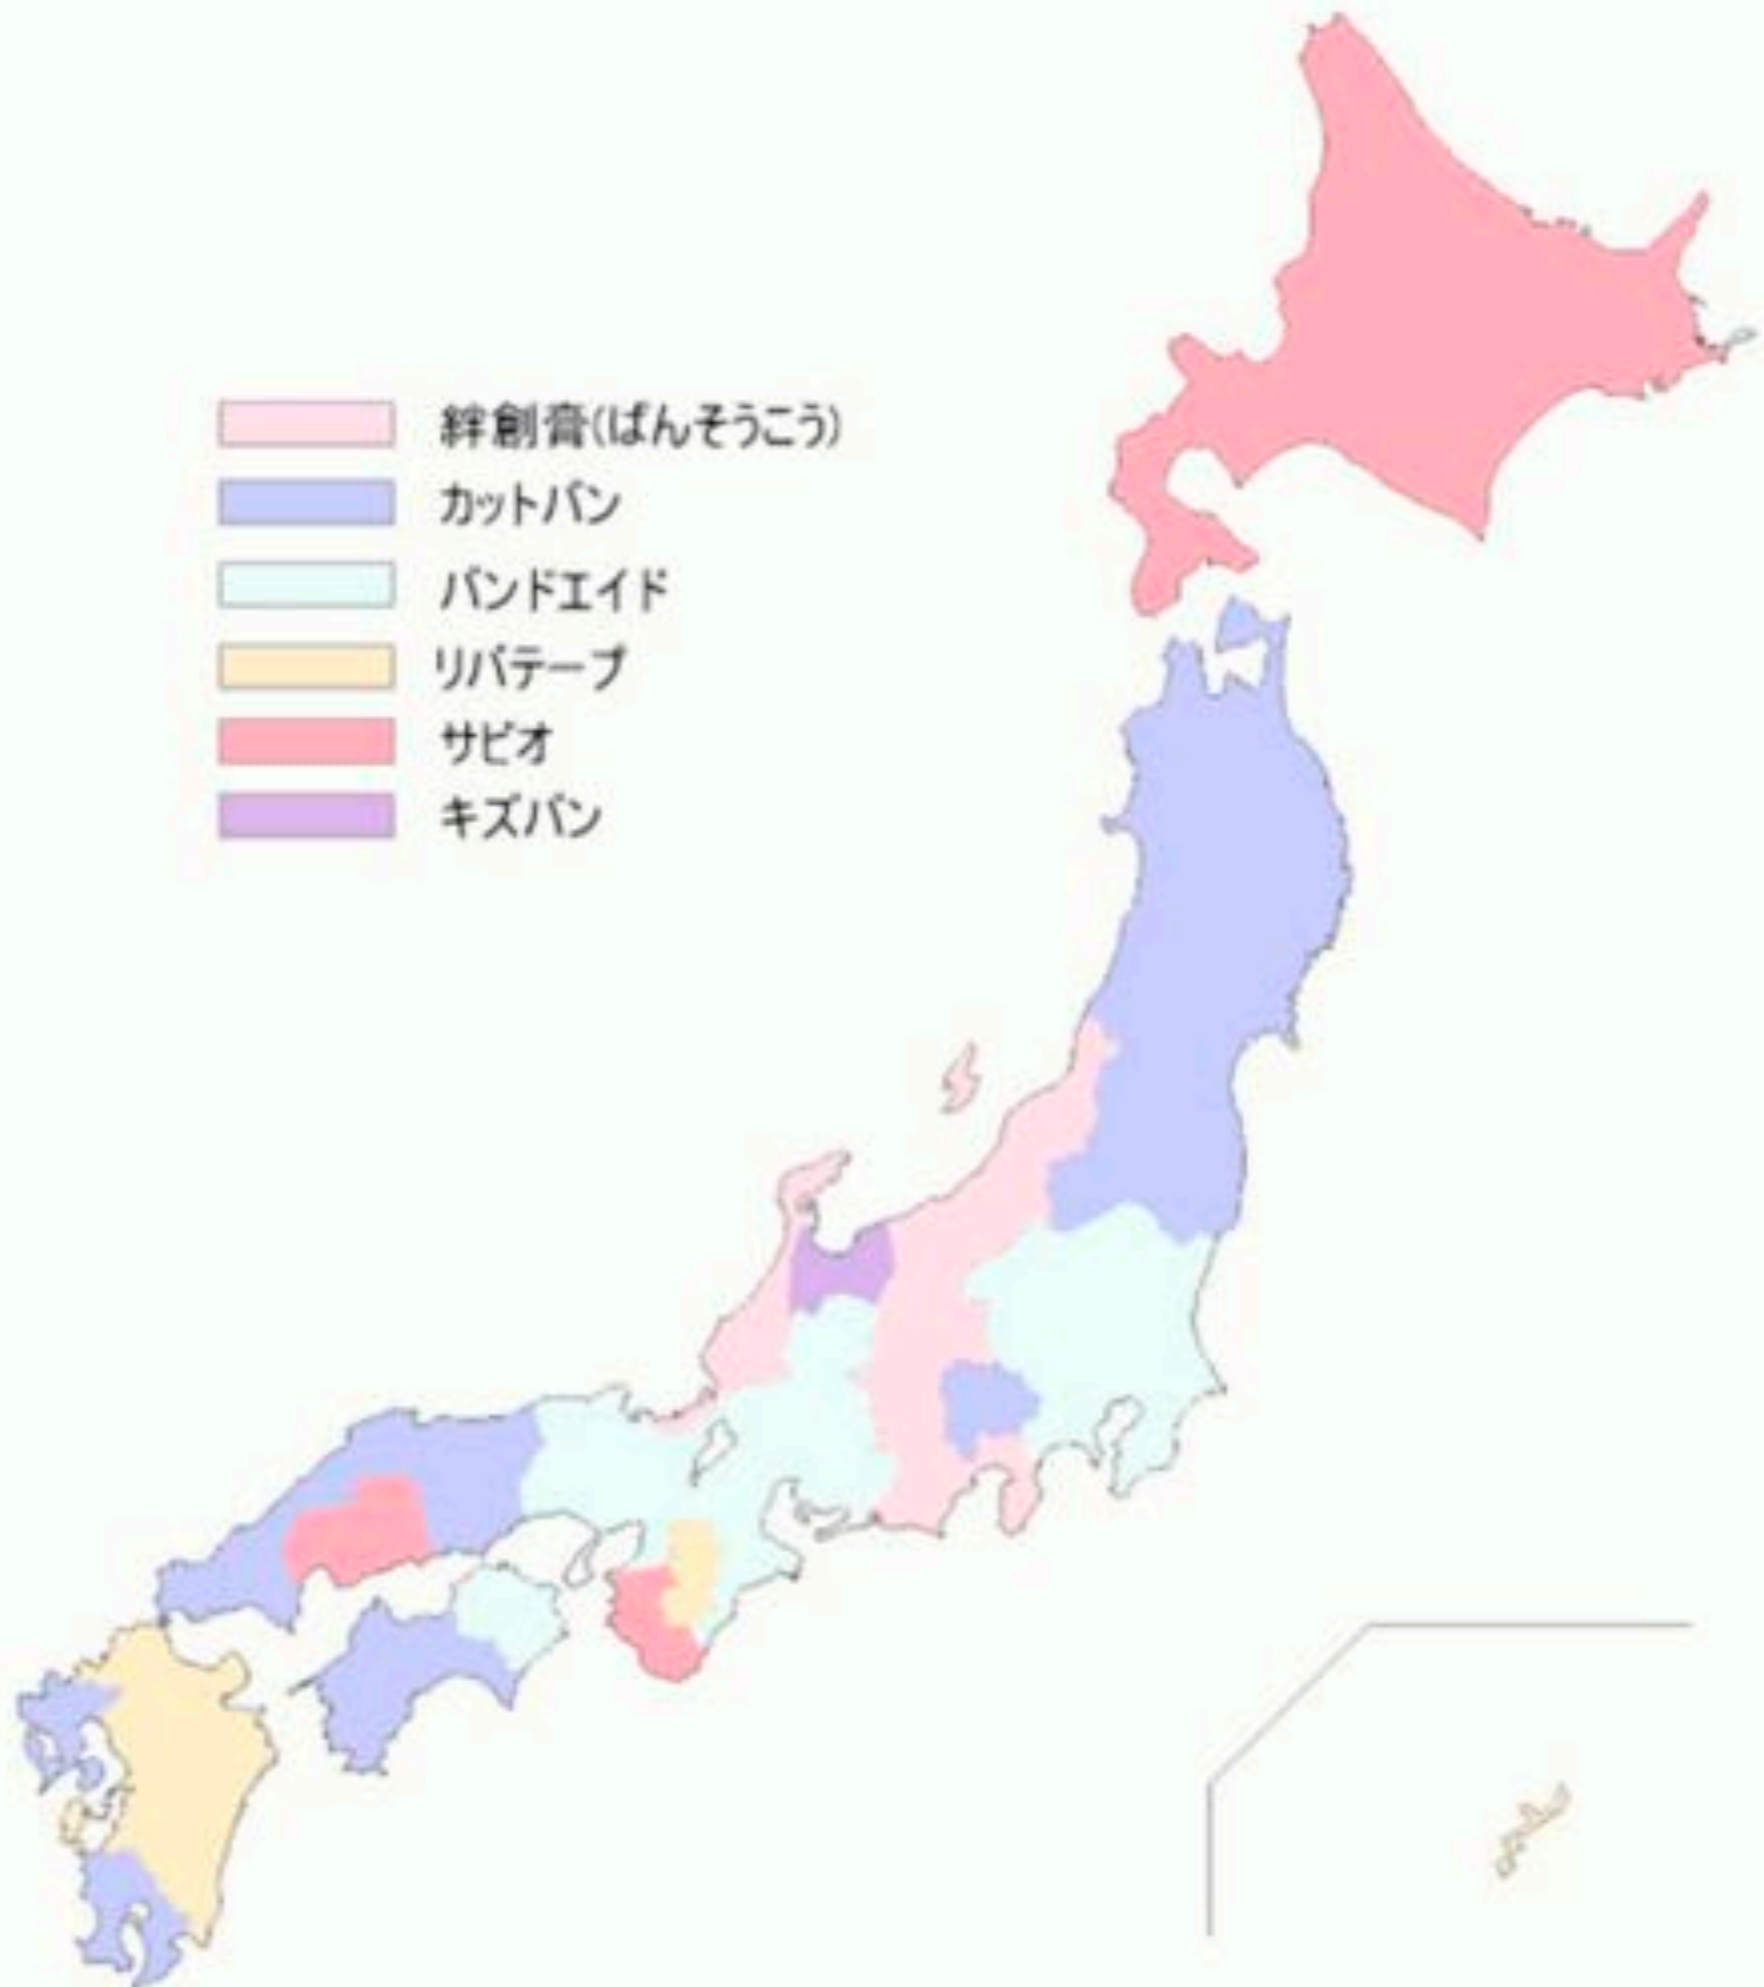 絆創膏(ばんそうこう)
カットバン
バンドエイド
リバテープ
サビオ
キズバン